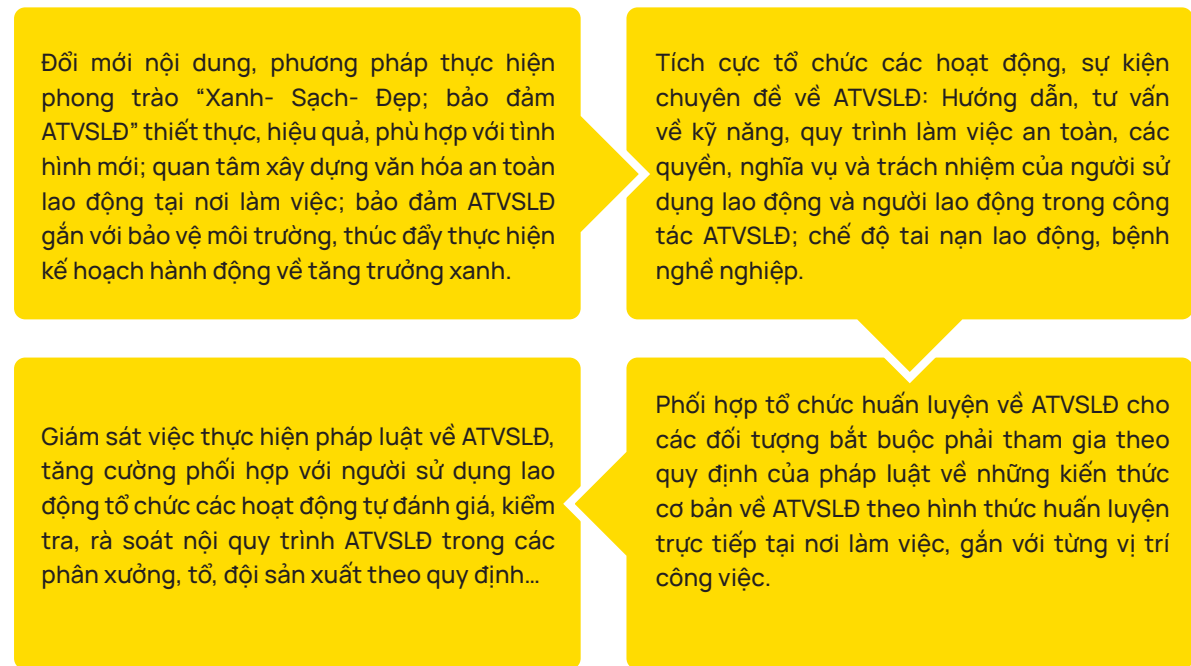 Đổi mới nội dung, phương pháp thực hiện
phong trào “Xanh- Sạch- Đẹp; bảo đảm
ATVSLĐ” thiết thực, hiệu quả, phù hợp với tình
hình mới; quan tâm xây dựng văn hóa an toàn
lao động tại nơi làm việc; bảo đảm ATVSLĐ
gắn với bảo vệ môi trường, thúc đẩy thực hiện
kế hoạch hành động về tăng trưởng xanh.
Tích cực tổ chức các hoạt động, sự kiện
chuyên đề về ATVSLĐ: Hướng dẫn, tư vấn
về kỹ năng, quy trình làm việc an toàn, các
quyền, nghĩa vụ và trách nhiệm của người sử
dụng lao động và người lao động trong công
tác ATVSLĐ; chế độ tai nạn lao động, bệnh
nghề nghiệp.
Phối hợp tổ chức huấn luyện về ATVSLĐ cho
các đối tượng bắt buộc phải tham gia theo
quy định của pháp luật về những kiến thức
cơ bản về ATVSLĐ theo hình thức huấn luyện
trực tiếp tại nơi làm việc, gắn với từng vị trí
công việc.
Giám sát việc thực hiện pháp luật về ATVSLĐ,
tăng cường phối hợp với người sử dụng lao
động tổ chức các hoạt động tự đánh giá, kiểm
tra, rà soát nội quy trình ATVSLĐ trong các
phân xưởng, tổ, đội sản xuất theo quy định…